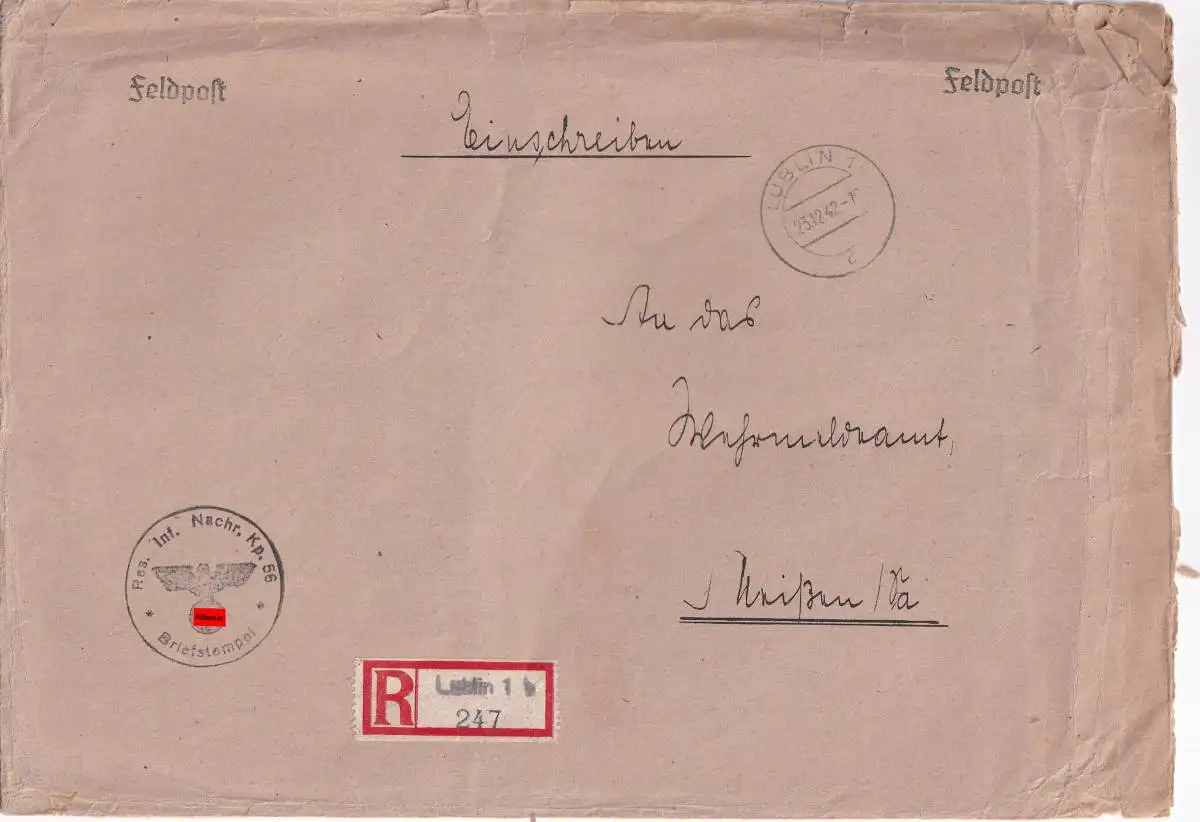 Feldpost
Feldpost
Einschreiben
LUBLIN 1
23.12.42
c
An das
Wehrmeldeamt,
Meißen /Sa
* Res. Inf. Nachr. Kp. 56 *
Briefstempel
R
Lublin 1 b
247